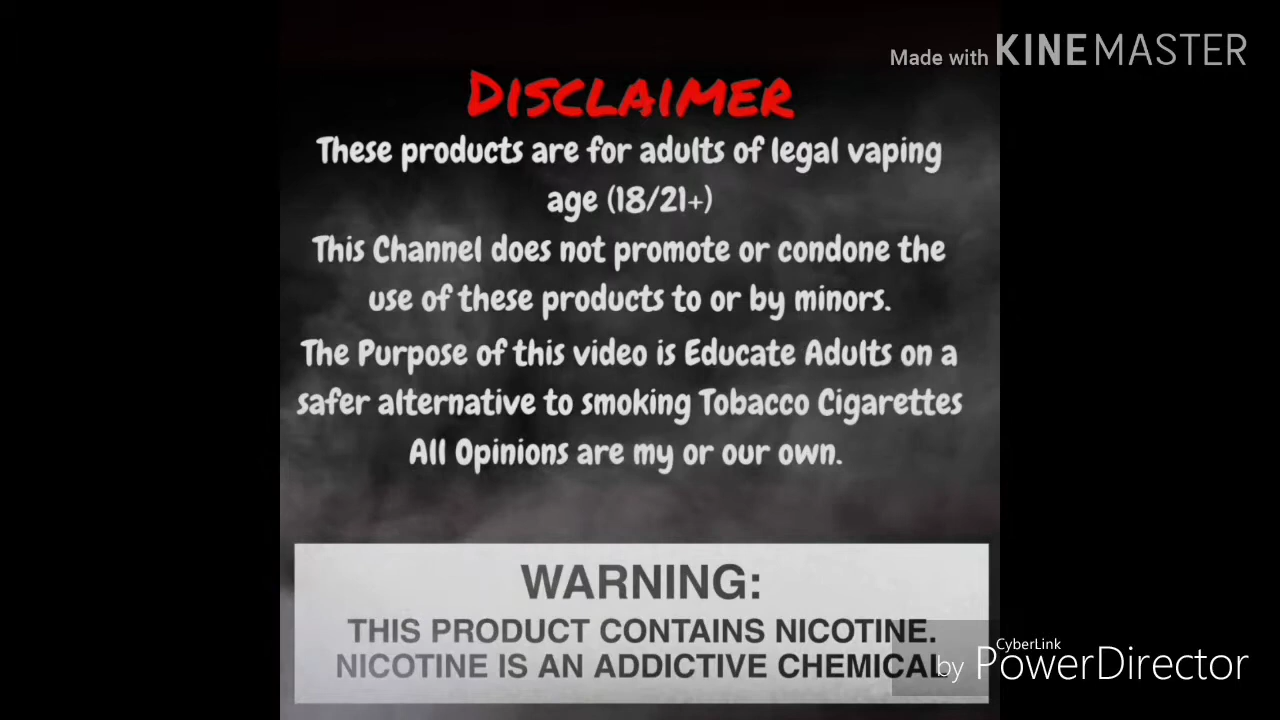 Made with KINEMASTER
DISCLAIMER
These products are for adults of legal vaping
age (18/21+)
This Channel does not promote or condone the
use of these products to or by minors.
The Purpose of this video is Educate Adults on a
safer alternative to smoking Tobacco Cigarettes
All Opinions are my or our own.
WARNING:
THIS PRODUCT CONTAINS NICOTINE.
NICOTINE IS AN ADDICTIVE CHEMICAL
CyberLink
by PowerDirector